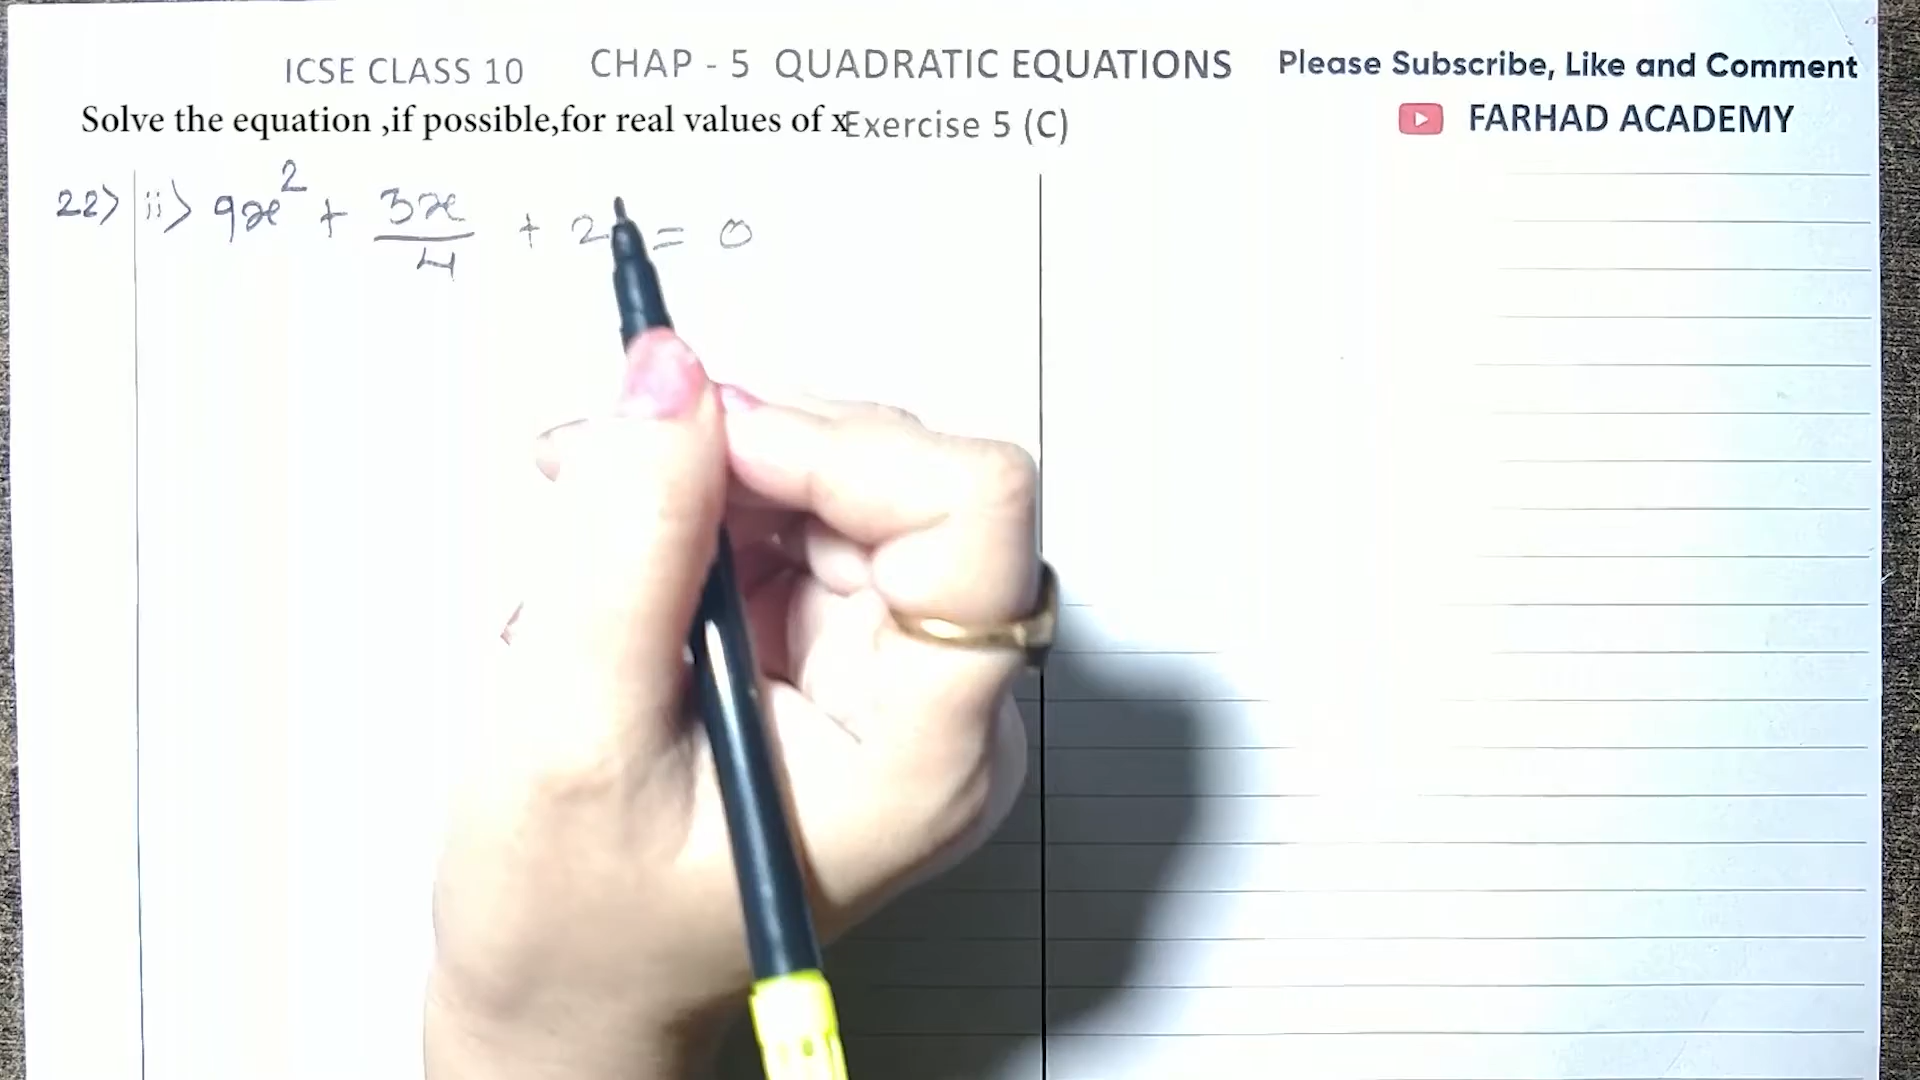 ICSE CLASS 10 CHAP - 5 QUADRATIC EQUATIONS Please Subscribe, Like and Comment
Solve the equation ,if possible,for real values of x Exercise 5 (C) FARHAD ACADEMY
22> ii> 9x² + 3x/4 + 2 = 0